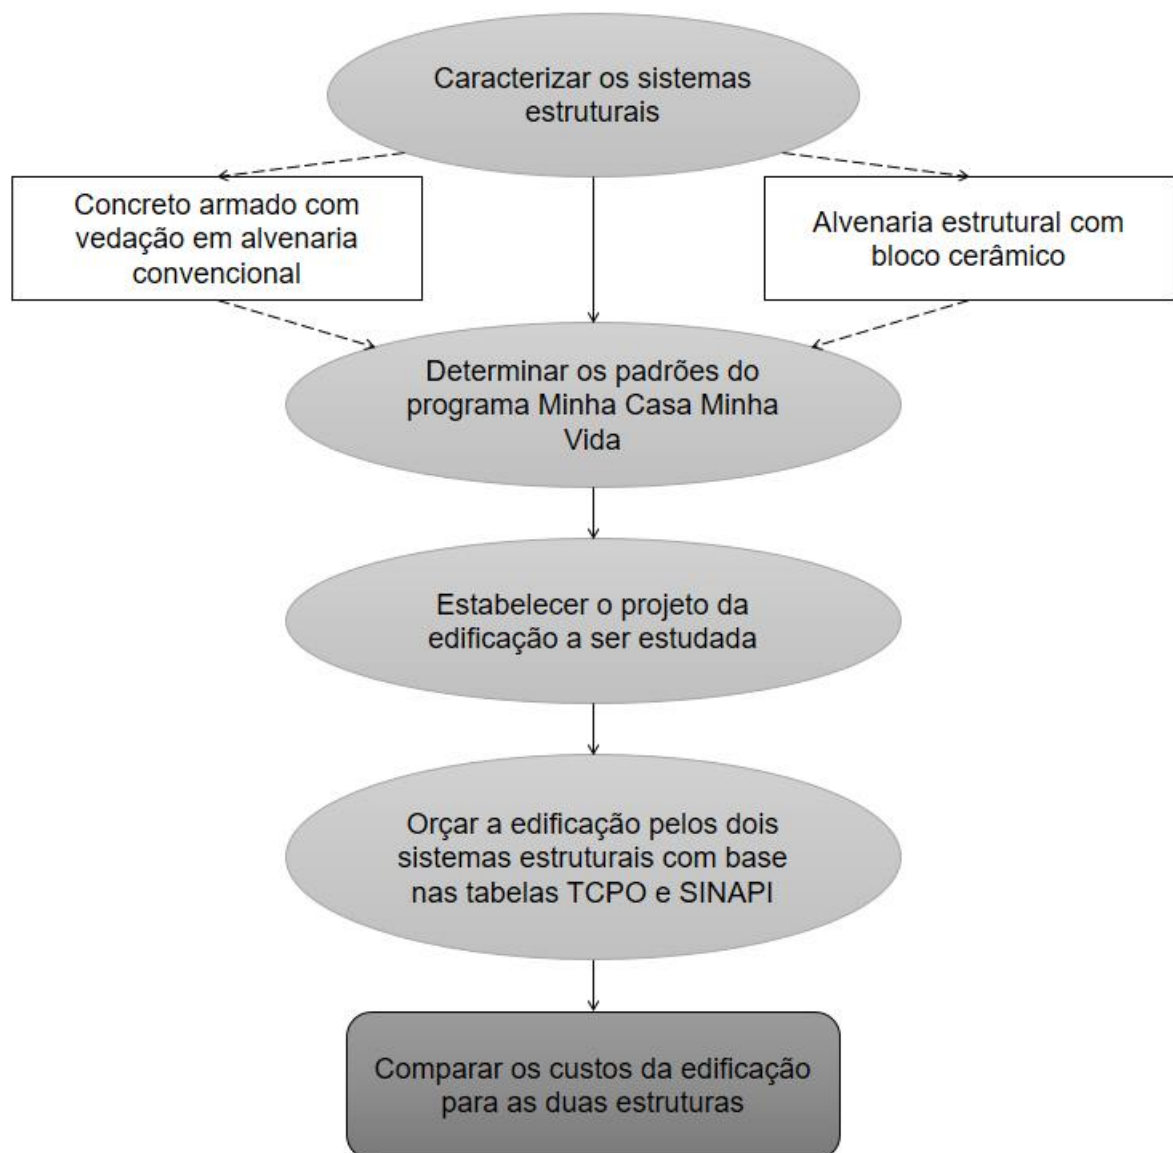 Caracterizar os sistemas
estruturais
Concreto armado com
vedação em alvenaria
convencional
Alvenaria estrutural com
bloco cerâmico
Determinar os padrões do
programa Minha Casa Minha
Vida
Estabelecer o projeto da
edificação a ser estudada
Orçar a edificação pelos dois
sistemas estruturais com base
nas tabelas TCPO e SINAPI
Comparar os custos da edificação
para as duas estruturas